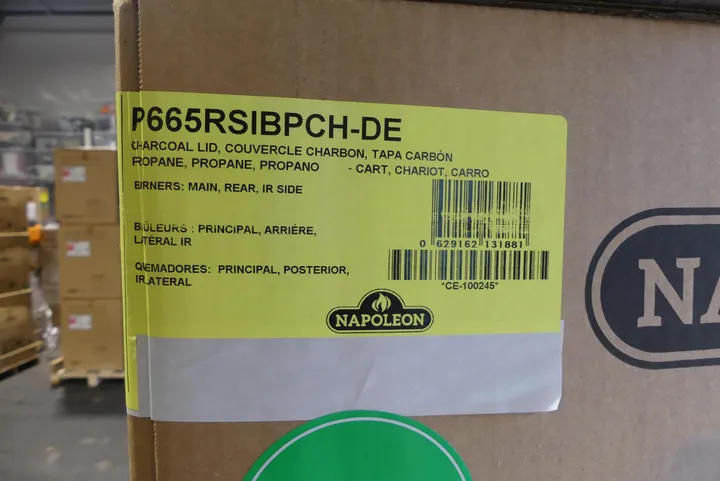 P665RSIBPCH-DE
CHARCOAL LID, COUVERCLE CHARBON, TAPA CARBÓN
PROPANE, PROPANE, PROPANO - CART, CHARIOT, CARRO
BURNERS: MAIN, REAR, IR SIDE
BRÛLEURS : PRINCIPAL, ARRIÈRE,
LATÉRAL IR
QUEMADORES: PRINCIPAL, POSTERIOR,
IR LATERAL
0 629162 131881
*CE-100245*
NAPOLEON
NA